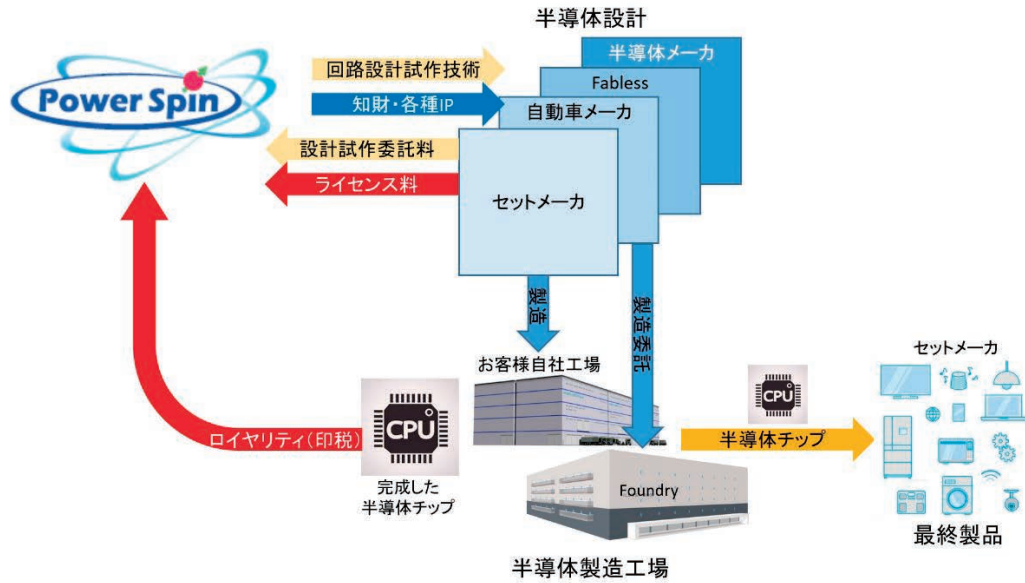 半導体設計
半導体メーカ
Fabless
自動車メーカ
セットメーカ
Power Spin
回路設計試作技術
知財・各種IP
設計試作委託料
ライセンス料
製造
製造委託
お客様自社工場
CPU
ロイヤリティ(印税)
完成した
半導体チップ
Foundry
半導体製造工場
CPU
半導体チップ
セットメーカ
最終製品